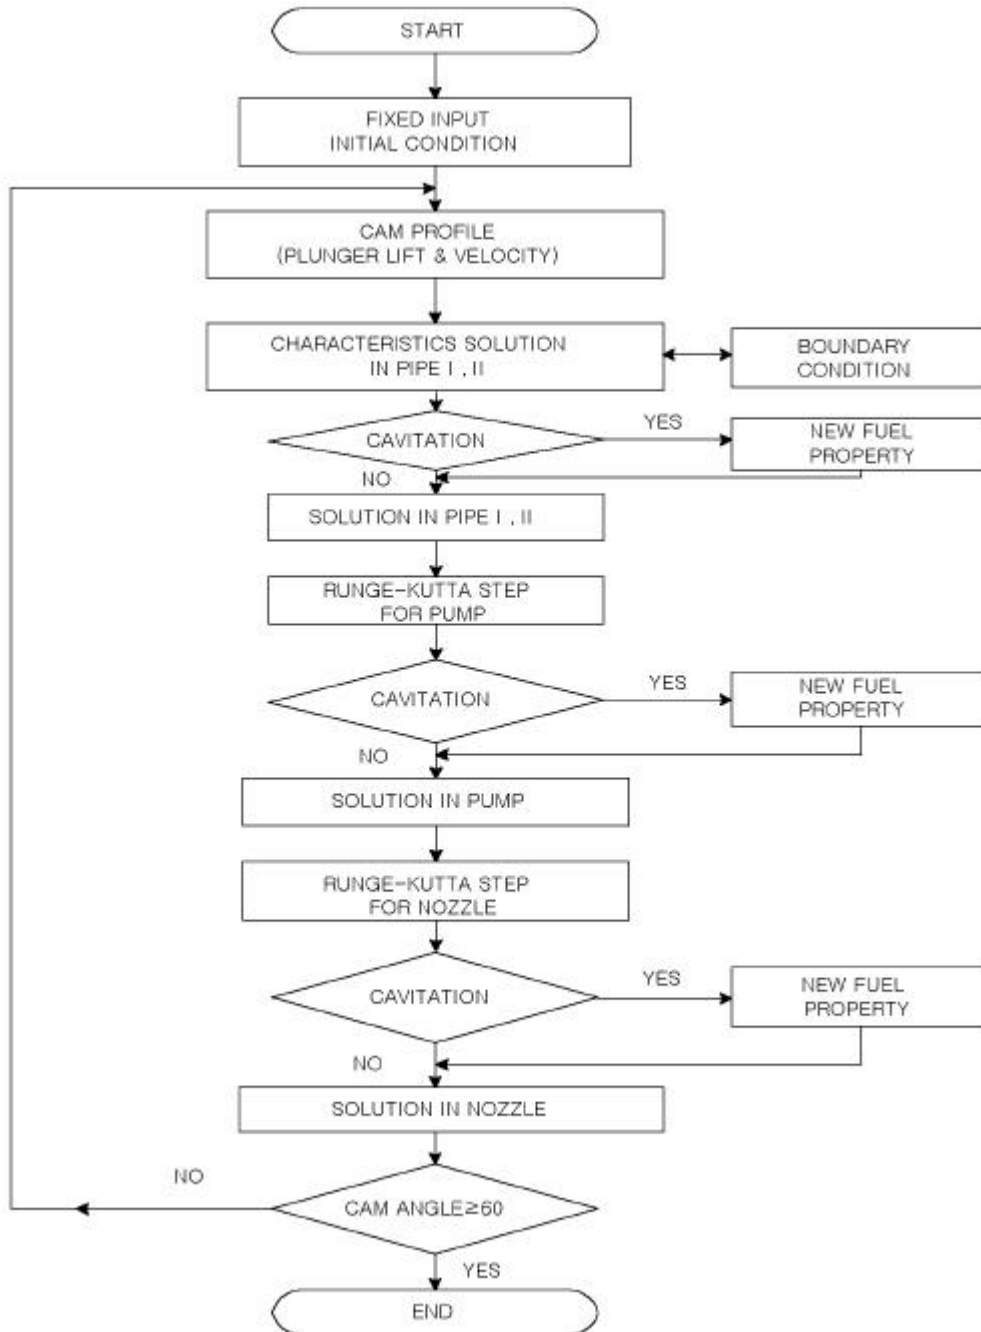 START
FIXED INPUT
INITIAL CONDITION
CAM PROFILE
(PLUNGER LIFT & VELOCITY)
CHARACTERISTICS SOLUTION
IN PIPE I , II
BOUNDARY
CONDITION
CAVITATION
YES
NEW FUEL
PROPERTY
NO
SOLUTION IN PIPE I , II
RUNGE-KUTTA STEP
FOR PUMP
CAVITATION
YES
NEW FUEL
PROPERTY
NO
SOLUTION IN PUMP
RUNGE-KUTTA STEP
FOR NOZZLE
CAVITATION
YES
NEW FUEL
PROPERTY
NO
SOLUTION IN NOZZLE
NO
CAM ANGLE≥60
YES
END